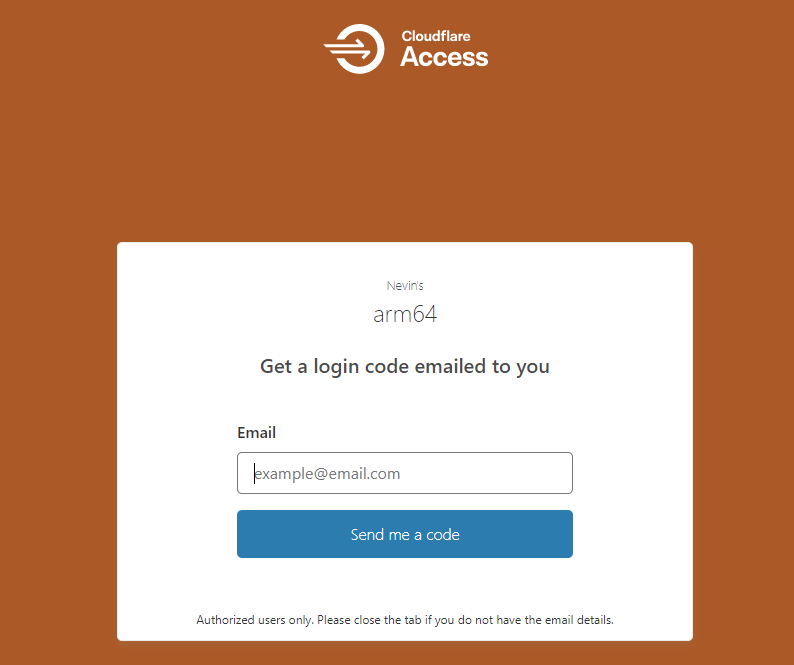 Cloudflare
Access
Nevin's
arm64
Get a login code emailed to you
Email
example@email.com
Send me a code
Authorized users only. Please close the tab if you do not have the email details.